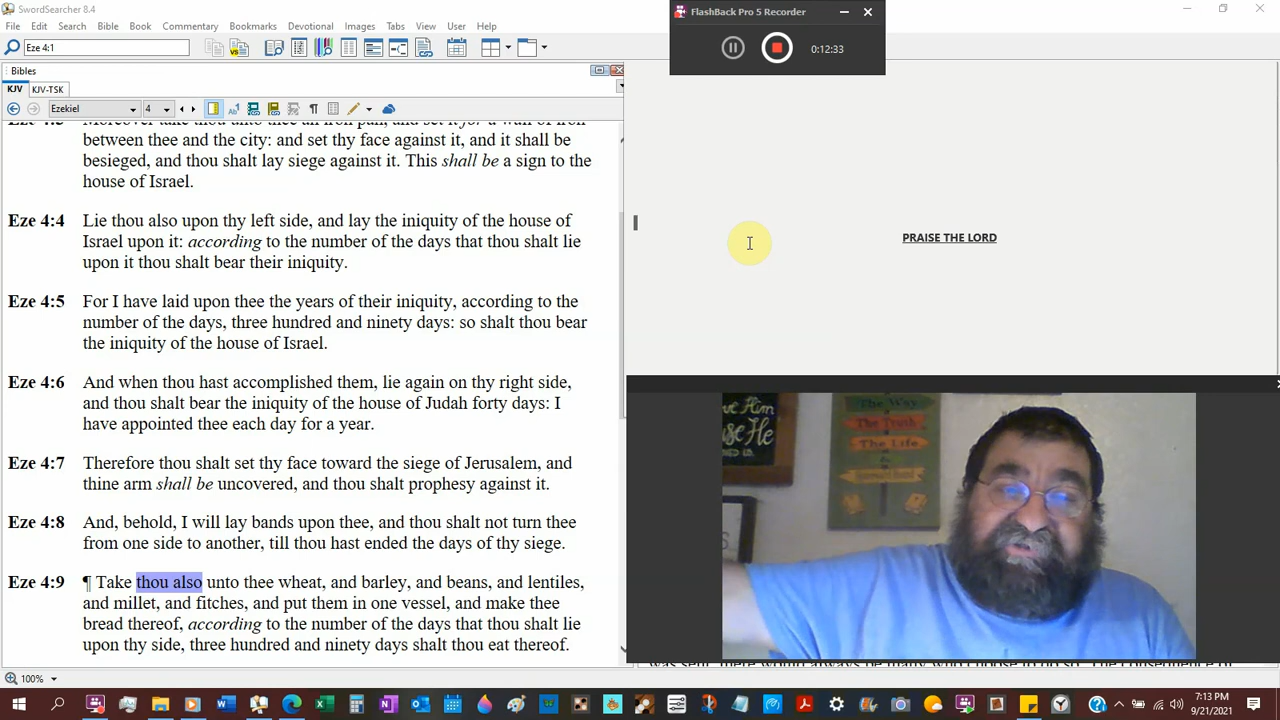 SwordSearcher 8.4
File Edit Search Bible Book Commentary Bookmarks Devotional Images Tabs View User Help
Eze 4:1
Bibles
KJV KJV-TSK
Ezekiel 4
between thee and the city: and set thy face against it, and it shall be
besieged, and thou shalt lay siege against it. This shall be a sign to the
house of Israel.
Eze 4:4 Lie thou also upon thy left side, and lay the iniquity of the house of
Israel upon it: according to the number of the days that thou shalt lie
upon it thou shalt bear their iniquity.
Eze 4:5 For I have laid upon thee the years of their iniquity, according to the
number of the days, three hundred and ninety days: so shalt thou bear
the iniquity of the house of Israel.
Eze 4:6 And when thou hast accomplished them, lie again on thy right side,
and thou shalt bear the iniquity of the house of Judah forty days: I
have appointed thee each day for a year.
Eze 4:7 Therefore thou shalt set thy face toward the siege of Jerusalem, and
thine arm shall be uncovered, and thou shalt prophesy against it.
Eze 4:8 And, behold, I will lay bands upon thee, and thou shalt not turn thee
from one side to another, till thou hast ended the days of thy siege.
Eze 4:9 ¶ Take thou also unto thee wheat, and barley, and beans, and lentiles,
and millet, and fitches, and put them in one vessel, and make thee
bread thereof, according to the number of the days that thou shalt lie
upon thy side, three hundred and ninety days shalt thou eat thereof.
100%
FlashBack Pro 5 Recorder
0:12:33
PRAISE THE LORD
Him
He
The Way
The Truth
The Life
7:13 PM
9/21/2021